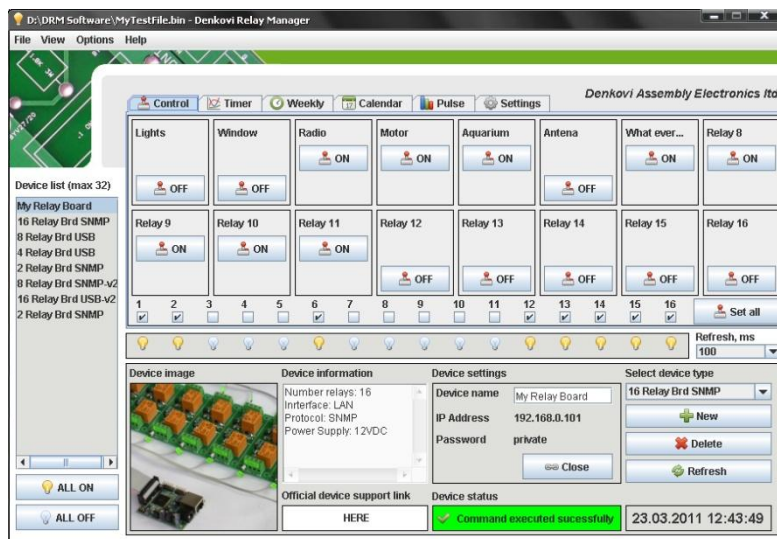 D:\DRM Software\MyTestFile.bin - Denkovi Relay Manager
File View Options Help
Denkovi Assembly Electronics ltd
Control Timer Weekly Calendar Pulse Settings
Lights Window Radio Motor Aquarium Antena What ever... Relay 8
ON ON ON ON ON
OFF OFF OFF
Relay 9 Relay 10 Relay 11 Relay 12 Relay 13 Relay 14 Relay 15 Relay 16
ON ON ON
OFF OFF OFF OFF OFF
1 2 3 4 5 6 7 8 9 10 11 12 13 14 15 16
Set all
Refresh, ms
100
Device list (max 32)
My Relay Board
16 Relay Brd SNMP
8 Relay Brd USB
4 Relay Brd USB
2 Relay Brd SNMP
8 Relay Brd SNMP-v2
16 Relay Brd USB-v2
2 Relay Brd SNMP
ALL ON
ALL OFF
Device image
Device information
Number relays: 16
Inrterface: LAN
Protocol: SNMP
Power Supply: 12VDC
Official device support link
HERE
Device settings
Device name My Relay Board
IP Address 192.168.0.101
Password private
Close
Device status
Command executed sucessfully
Select device type
16 Relay Brd SNMP
New
Delete
Refresh
23.03.2011 12:43:49